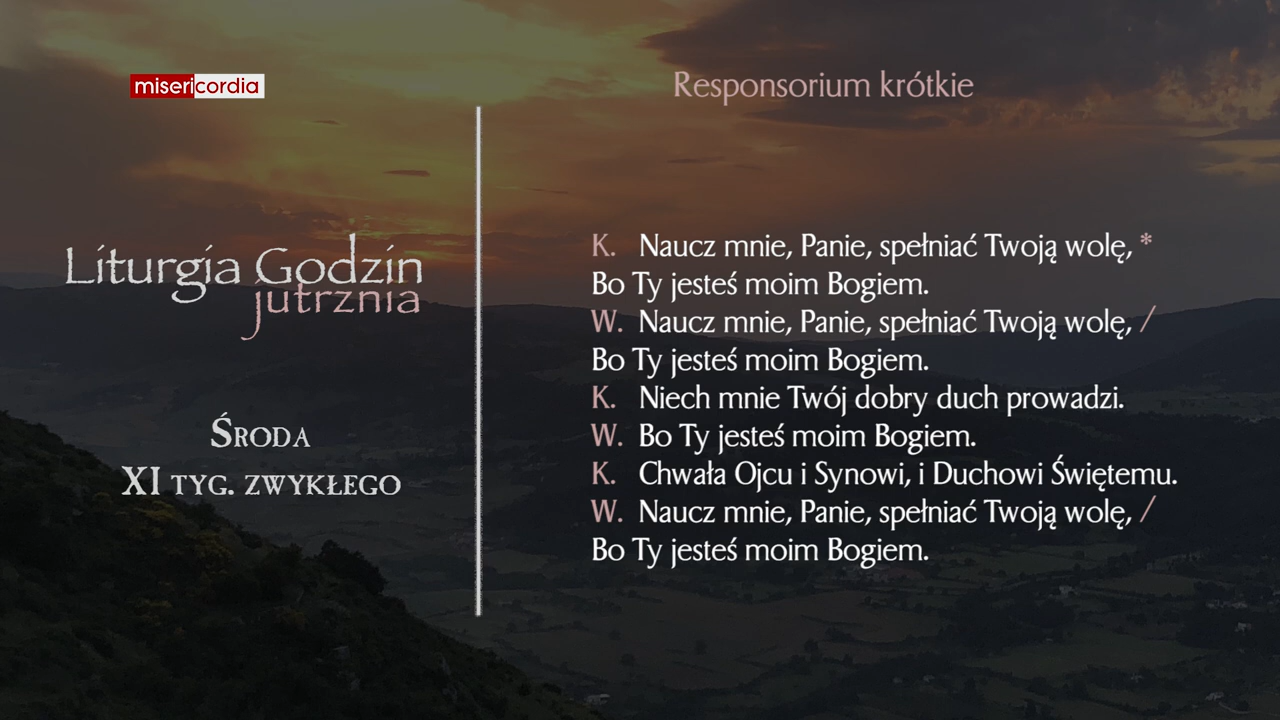 misericordia
Liturgia Godzin
jutrznia
Środa
XI tyg. zwykłego
Responsorium krótkie
K. Naucz mnie, Panie, spełniać Twoją wolę, *
Bo Ty jesteś moim Bogiem.
W. Naucz mnie, Panie, spełniać Twoją wolę, /
Bo Ty jesteś moim Bogiem.
K. Niech mnie Twój dobry duch prowadzi.
W. Bo Ty jesteś moim Bogiem.
K. Chwała Ojcu i Synowi, i Duchowi Świętemu.
W. Naucz mnie, Panie, spełniać Twoją wolę, /
Bo Ty jesteś moim Bogiem.